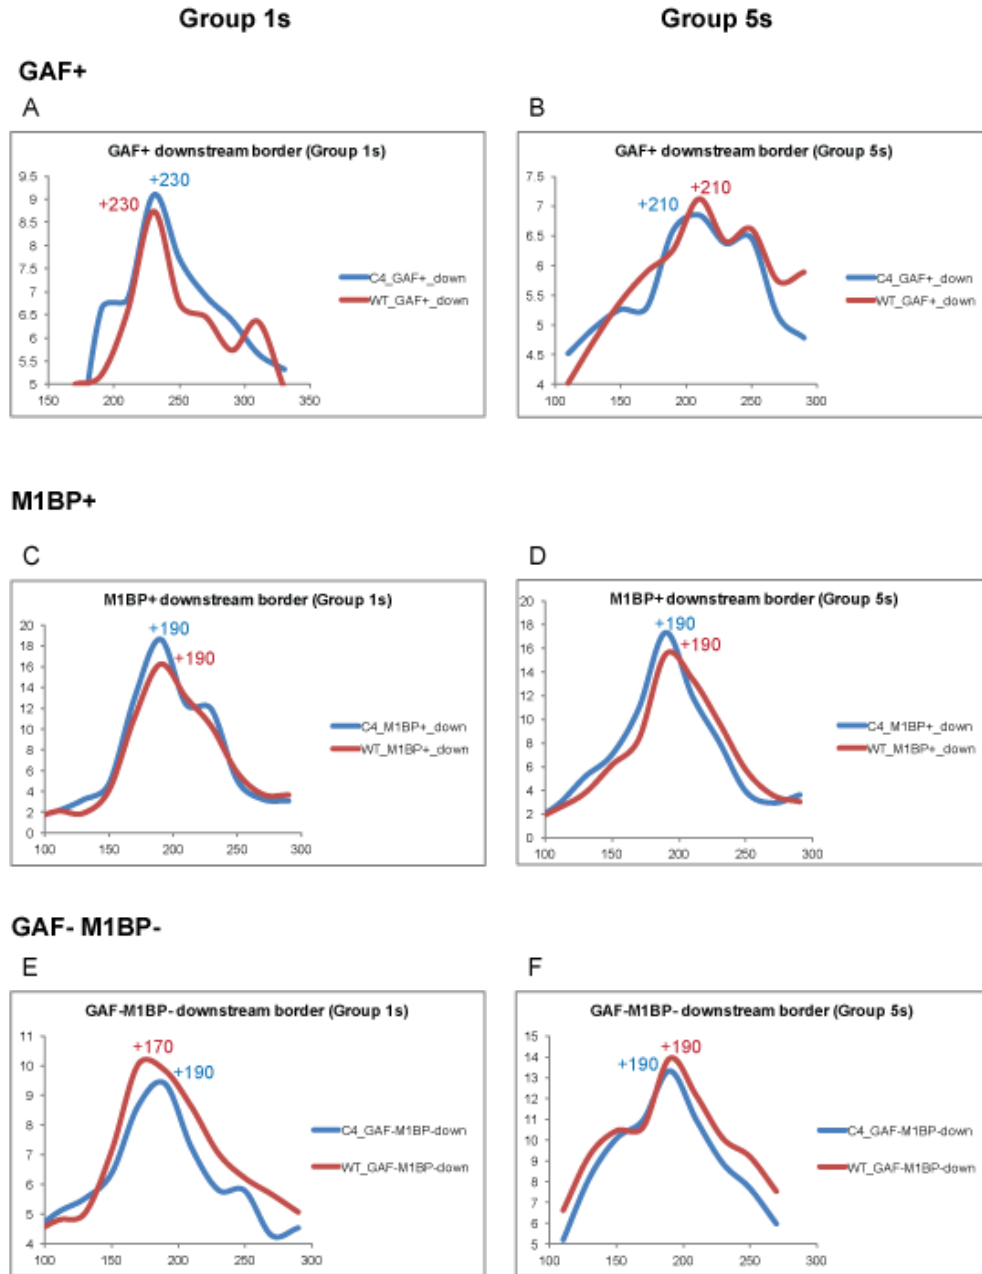 Group 1s
Group 5s
GAF+
A
B
GAF+ downstream border (Group 1s)
9.5
9
8.5
8
7.5
7
6.5
6
5.5
5
150 200 250 300 350
+230
+230
C4_GAF+_down
WT_GAF+_down
GAF+ downstream border (Group 5s)
7.5
7
6.5
6
5.5
5
4.5
4
100 150 200 250 300
+210
+210
C4_GAF+_down
WT_GAF+_down
M1BP+
C
D
M1BP+ downstream border (Group 1s)
20
18
16
14
12
10
8
6
4
2
0
100 150 200 250 300
+190
+190
C4_M1BP+_down
WT_M1BP+_down
M1BP+ downstream border (Group 5s)
20
18
16
14
12
10
8
6
4
2
0
100 150 200 250 300
+190
+190
C4_M1BP+_down
WT_M1BP+_down
GAF- M1BP-
E
F
GAF-M1BP- downstream border (Group 1s)
11
10
9
8
7
6
5
4
100 150 200 250 300
+170
+190
C4_GAF-M1BP-down
WT_GAF-M1BP-down
GAF-M1BP- downstream border (Group 5s)
15
14
13
12
11
10
9
8
7
6
5
100 150 200 250 300
+190
+190
C4_GAF-M1BP-down
WT_GAF-M1BP-down